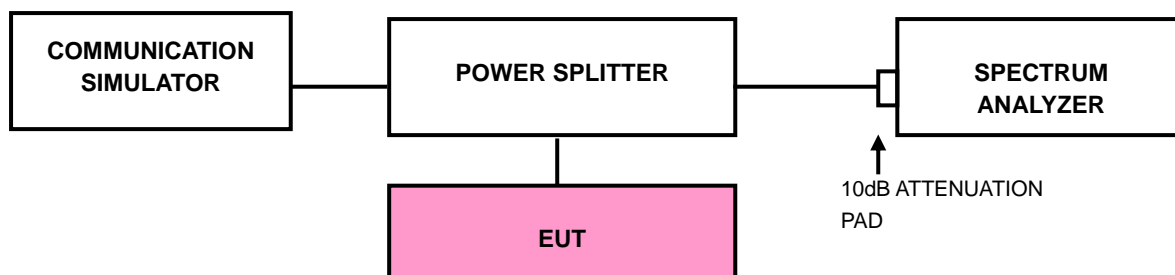 COMMUNICATION
SIMULATOR
POWER SPLITTER
SPECTRUM
ANALYZER
10dB ATTENUATION
PAD
EUT